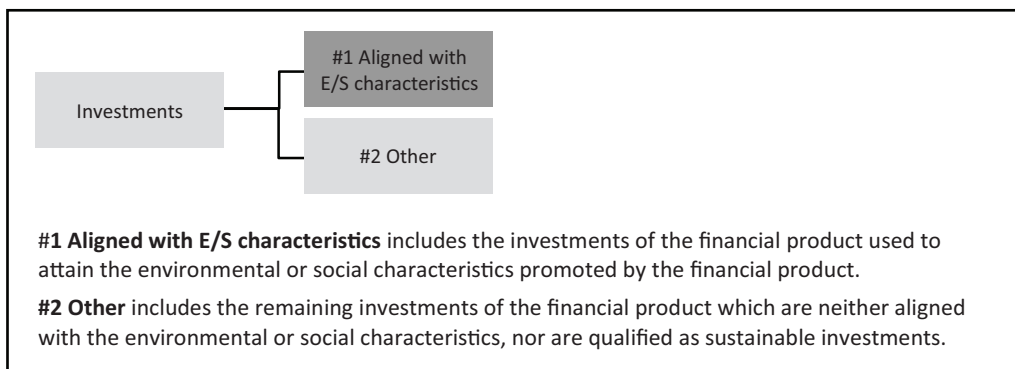 #1 Aligned with
E/S characteristics
Investments
#2 Other
#1 Aligned with E/S characteristics includes the investments of the financial product used to
attain the environmental or social characteristics promoted by the financial product.
#2 Other includes the remaining investments of the financial product which are neither aligned
with the environmental or social characteristics, nor are qualified as sustainable investments.